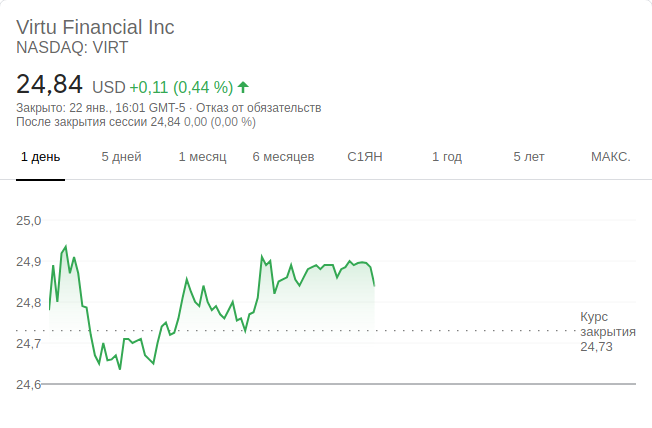 Virtu Financial Inc
NASDAQ: VIRT
24,84 USD +0,11 (0,44 %)
Закрыто: 22 янв., 16:01 GMT-5 · Отказ от обязательств
После закрытия сессии 24,84 0,00 (0,00 %)
1 день 5 дней 1 месяц 6 месяцев С1ЯН 1 год 5 лет МАКС.
25,0
24,9
24,8
Курс
закрытия
24,73
24,7
24,6